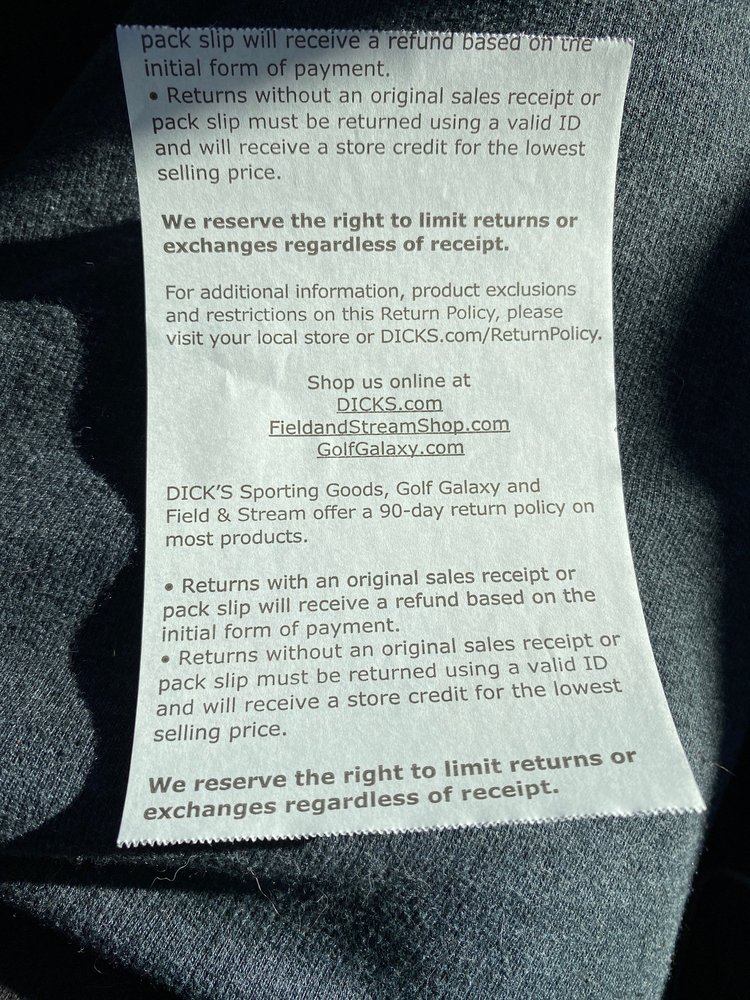 pack slip will receive a refund based on the
initial form of payment.
• Returns without an original sales receipt or
pack slip must be returned using a valid ID
and will receive a store credit for the lowest
selling price.
We reserve the right to limit returns or
exchanges regardless of receipt.
For additional information, product exclusions
and restrictions on this Return Policy, please
visit your local store or DICKS.com/ReturnPolicy.
Shop us online at
DICKS.com
FieldandStreamShop.com
GolfGalaxy.com
DICK'S Sporting Goods, Golf Galaxy and
Field & Stream offer a 90-day return policy on
most products.
• Returns with an original sales receipt or
pack slip will receive a refund based on the
initial form of payment.
• Returns without an original sales receipt or
pack slip must be returned using a valid ID
and will receive a store credit for the lowest
selling price.
We reserve the right to limit returns or
exchanges regardless of receipt.